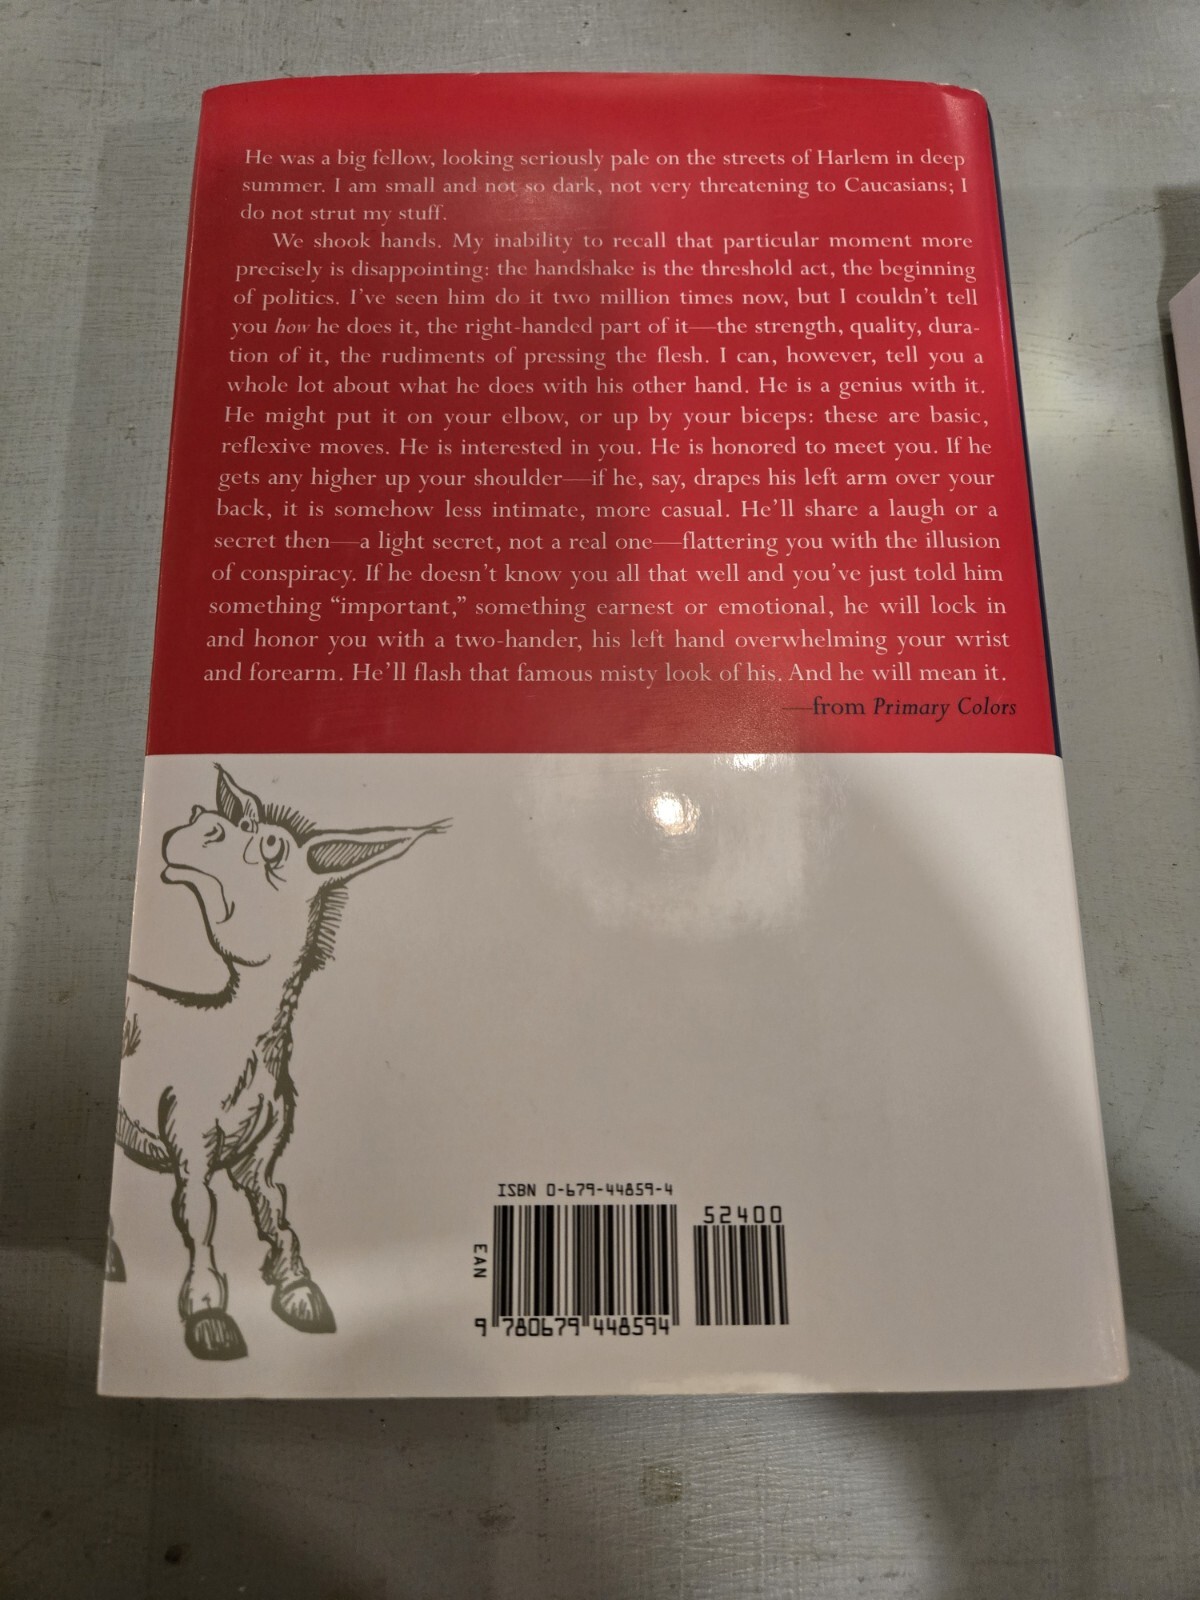 He was a big fellow, looking seriously pale on the streets of Harlem in deep
summer. I am small and not so dark, not very threatening to Caucasians; I
do not strut my stuff.
We shook hands. My inability to recall that particular moment more
precisely is disappointing: the handshake is the threshold act, the beginning
of politics. I've seen him do it two million times now, but I couldn't tell
you how he does it, the right-handed part of it—the strength, quality, dura-
tion of it, the rudiments of pressing the flesh. I can, however, tell you a
whole lot about what he does with his other hand. He is a genius with it.
He might put it on your elbow, or up by your biceps: these are basic,
reflexive moves. He is interested in you. He is honored to meet you. If he
gets any higher up your shoulder—if he, say, drapes his left arm over your
back, it is somehow less intimate, more casual. He'll share a laugh or a
secret then—a light secret, not a real one—flattering you with the illusion
of conspiracy. If he doesn't know you all that well and you've just told him
something “important,” something earnest or emotional, he will lock in
and honor you with a two-hander, his left hand overwhelming your wrist
and forearm. He'll flash that famous misty look of his. And he will mean it.
—from Primary Colors
ISBN 0-679-44859-4
52400
EAN
9 780679 448594